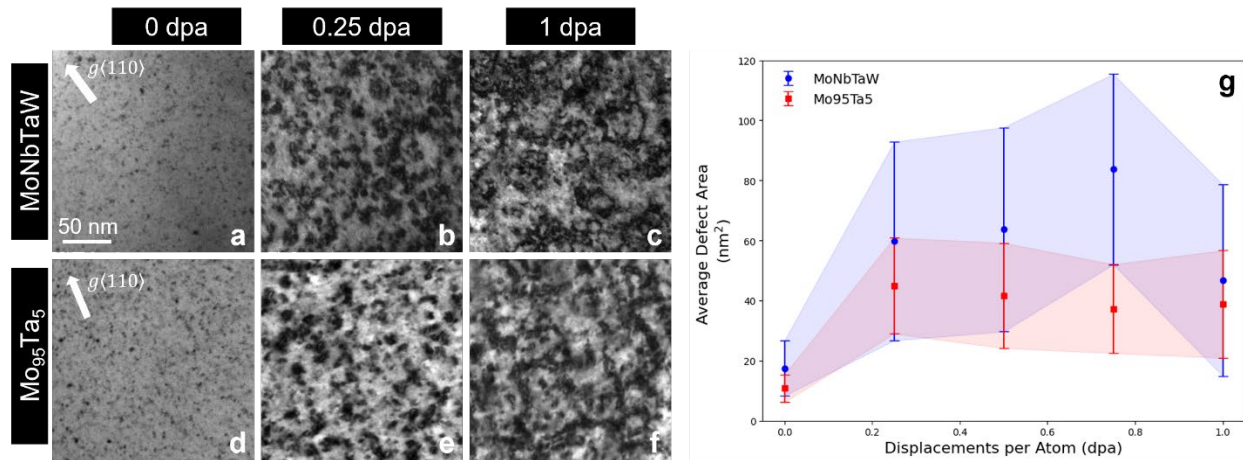 0 dpa
0.25 dpa
1 dpa
MoNbTaW
g⟨110⟩
50 nm
a
b
c
Mo₉₅Ta₅
g⟨110⟩
d
e
f
g
MoNbTaW
Mo95Ta5
Average Defect Area
(nm²)
120
100
80
60
40
20
0
0.0 0.2 0.4 0.6 0.8 1.0
Displacements per Atom (dpa)